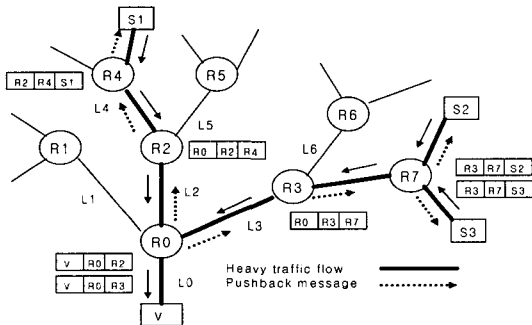 S1
R4
R5
R2 R4 S1
L4
R6
S2
L5
R1
R2
R0 R2 R4
L6
R7
R3 R7 S2
R3 R7 S3
L1
L2
R3
L3
R0 R3 R7
S3
R0
V R0 R2
V R0 R3
L0
Heavy traffic flow
Pushback message
V